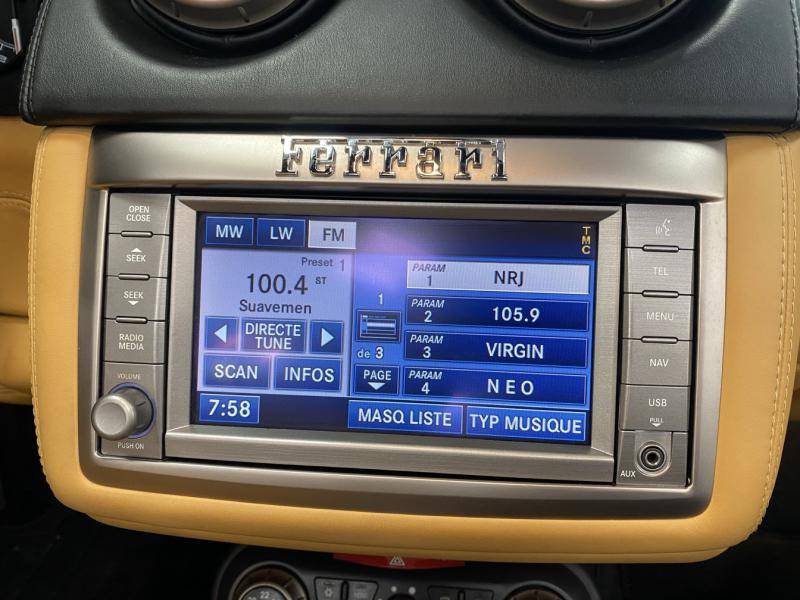 Ferrari
OPEN
CLOSE
SEEK
SEEK
RADIO
MEDIA
VOLUME
PUSH ON
MW
LW
FM
TMC
Preset 1
100.4 ST
Suavemen
DIRECTE
TUNE
SCAN
INFOS
7:58
1
de 3
PAGE
PARAM
1
NRJ
PARAM
2
105.9
PARAM
3
VIRGIN
PARAM
4
N E O
MASQ LISTE
TYP MUSIQUE
TEL
MENU
NAV
USB
PULL
AUX
22